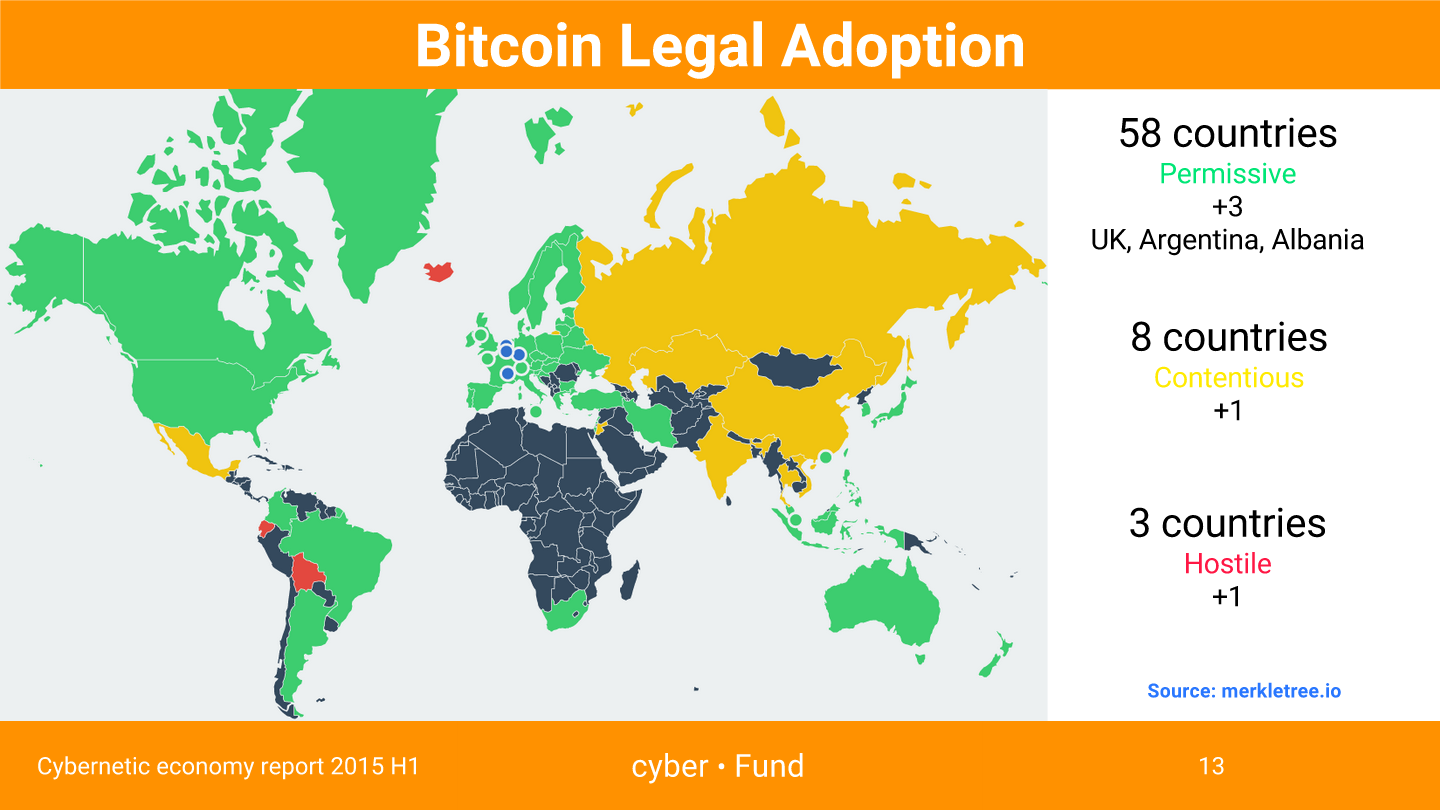 Bitcoin Legal Adoption
58 countries
Permissive
+3
UK, Argentina, Albania
8 countries
Contentious
+1
3 countries
Hostile
+1
Source: merkletree.io
Cybernetic economy report 2015 H1
cyber • Fund
13